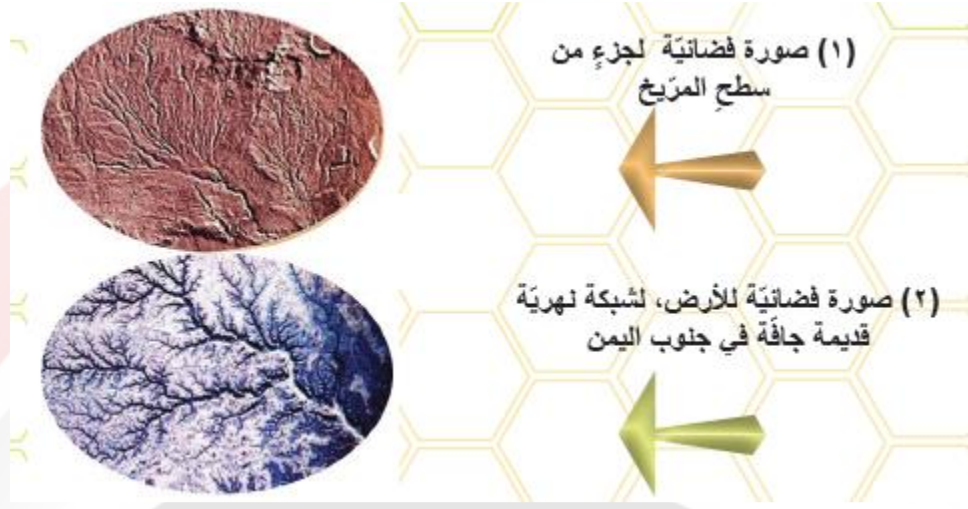 (١) صورة فضائيّة لجزءٍ من
سطحِ المرّيخ
(٢) صورة فضائيّة للأرض، لشبكة نهريّة
قديمة جافّة في جنوب اليمن